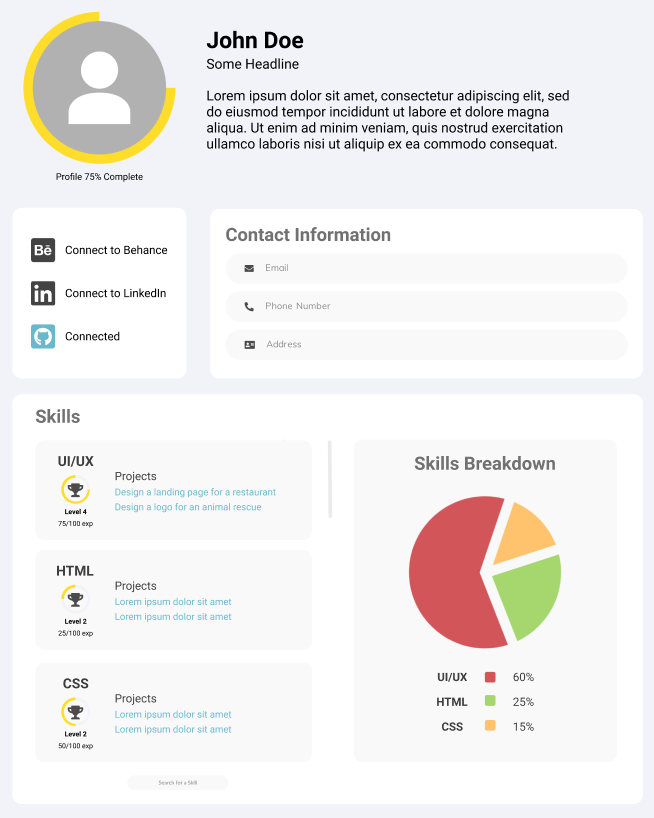 John Doe
Some Headline
Lorem ipsum dolor sit amet, consectetur adipiscing elit, sed
do eiusmod tempor incididunt ut labore et dolore magna
aliqua. Ut enim ad minim veniam, quis nostrud exercitation
ullamco laboris nisi ut aliquip ex ea commodo consequat.
Profile 75% Complete
Bē Connect to Behance
in Connect to LinkedIn
Connected
Contact Information
Email
Phone Number
Address
Skills
UI/UX
Level 4
75/100 exp
Projects
Design a landing page for a restaurant
Design a logo for an animal rescue
HTML
Level 2
25/100 exp
Projects
Lorem ipsum dolor sit amet
Lorem ipsum dolor sit amet
CSS
Level 2
50/100 exp
Projects
Lorem ipsum dolor sit amet
Lorem ipsum dolor sit amet
Search for a Skill
Skills Breakdown
UI/UX 60%
HTML 25%
CSS 15%